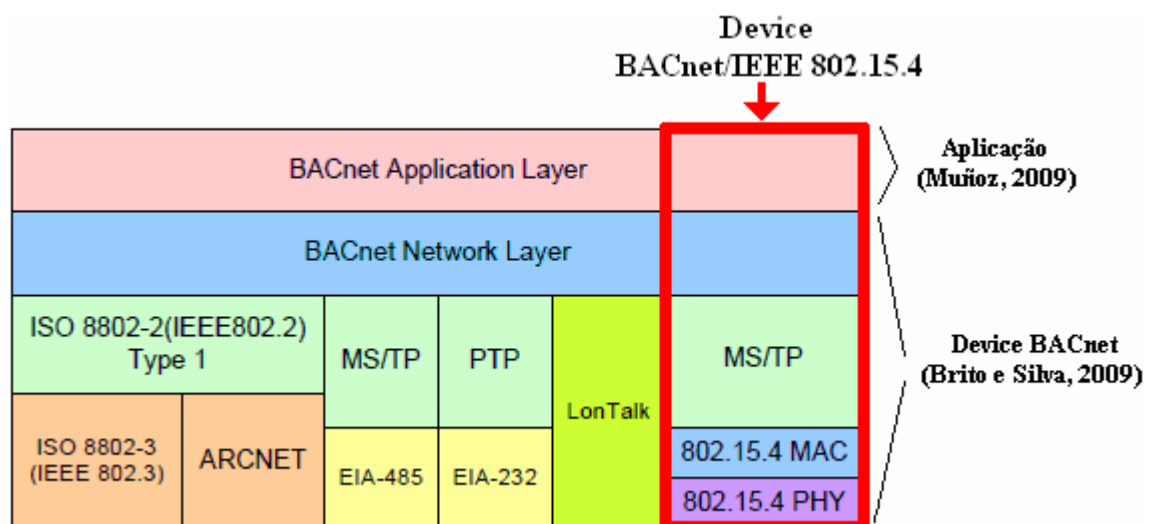 Device
BACnet/IEEE 802.15.4
BACnet Application Layer
Aplicação
(Muñoz, 2009)
BACnet Network Layer
ISO 8802-2(IEEE802.2)
Type 1
MS/TP
PTP
LonTalk
MS/TP
Device BACnet
(Brito e Silva, 2009)
ISO 8802-3
(IEEE 802.3)
ARCNET
EIA-485
EIA-232
802.15.4 MAC
802.15.4 PHY